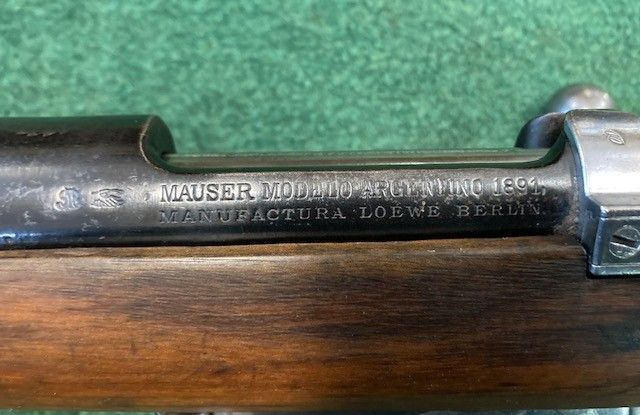 MAUSER MODELO ARGENTINO 1891,
MANUFACTURA LOEWE BERLIN.